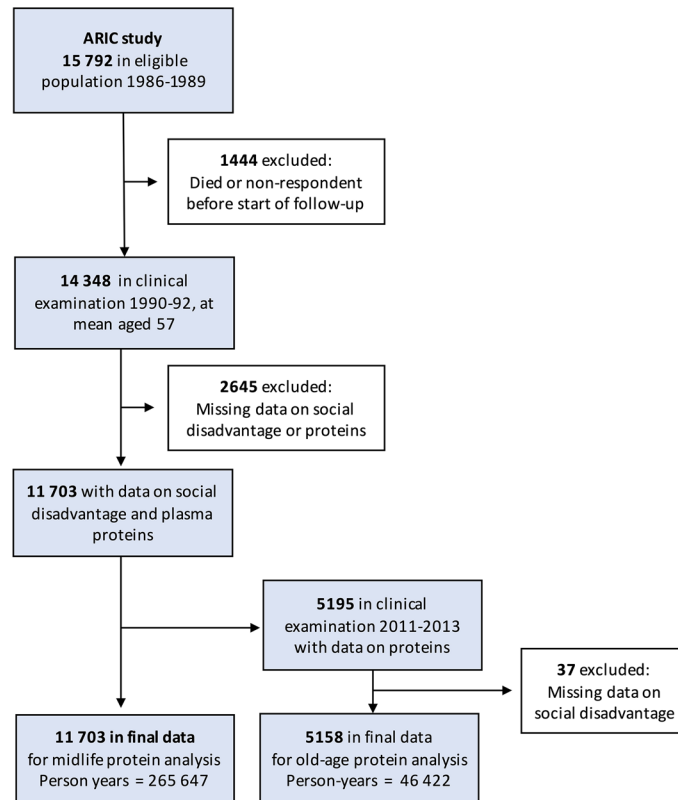 ARIC study
15 792 in eligible
population 1986-1989
1444 excluded:
Died or non-respondent
before start of follow-up
14 348 in clinical
examination 1990-92, at
mean aged 57
2645 excluded:
Missing data on social
disadvantage or proteins
11 703 with data on social
disadvantage and plasma
proteins
5195 in clinical
examination 2011-2013
with data on proteins
37 excluded:
Missing data on
social disadvantage
11 703 in final data
for midlife protein analysis
Person years = 265 647
5158 in final data
for old-age protein analysis
Person-years = 46 422